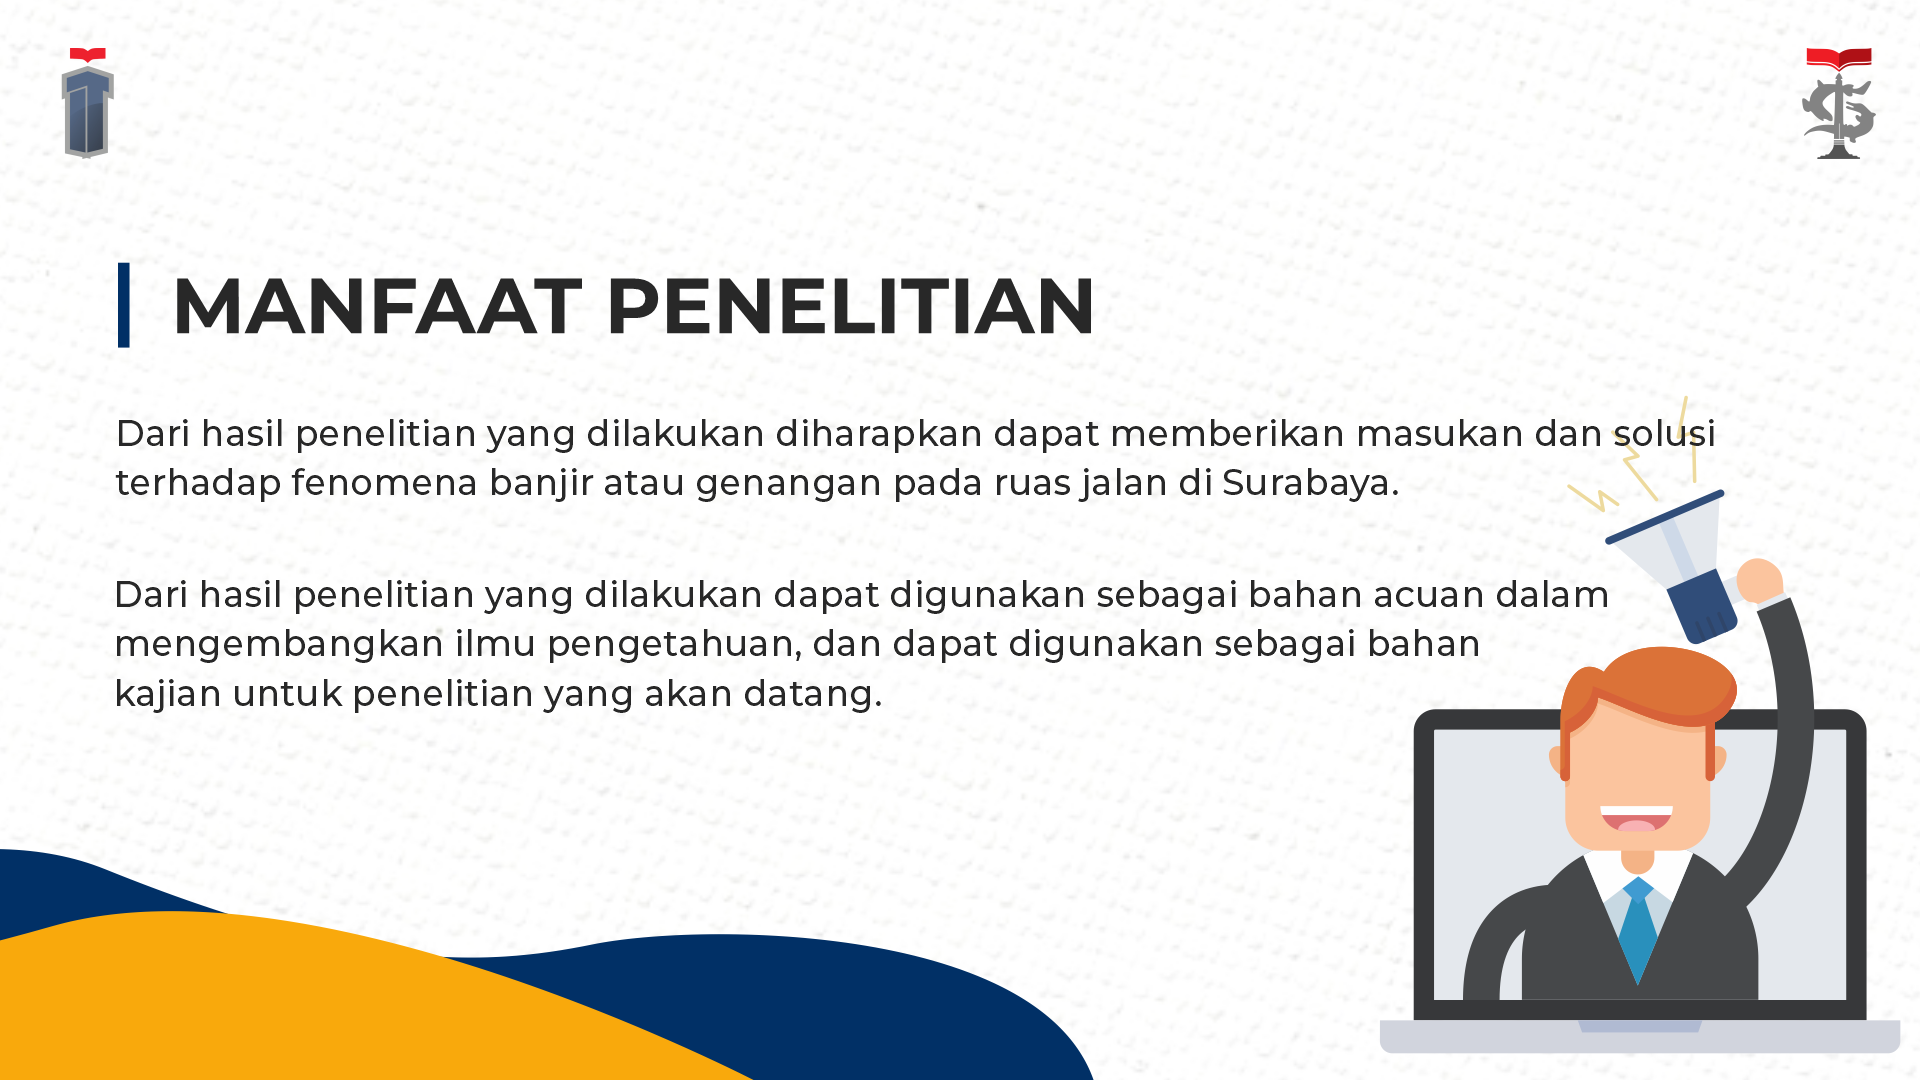 MANFAAT PENELITIAN
Dari hasil penelitian yang dilakukan diharapkan dapat memberikan masukan dan solusi
terhadap fenomena banjir atau genangan pada ruas jalan di Surabaya.
Dari hasil penelitian yang dilakukan dapat digunakan sebagai bahan acuan dalam
mengembangkan ilmu pengetahuan, dan dapat digunakan sebagai bahan
kajian untuk penelitian yang akan datang.